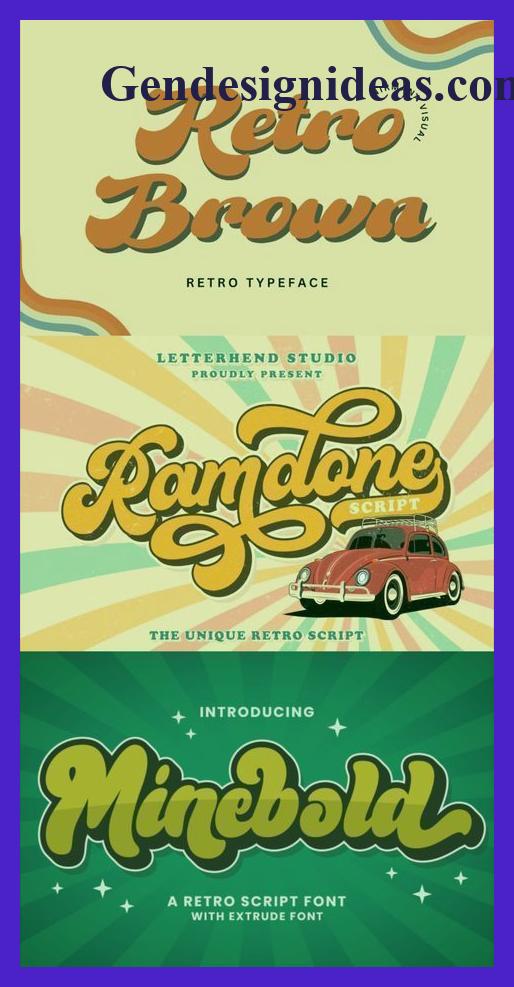 Gendesignideas.com
VISUAL
Retro
Brown
RETRO TYPEFACE
LETTERHEND STUDIO
PROUDLY PRESENT
Ramdone
SCRIPT
THE UNIQUE RETRO SCRIPT
INTRODUCING
Minebold
A RETRO SCRIPT FONT
WITH EXTRUDE FONT